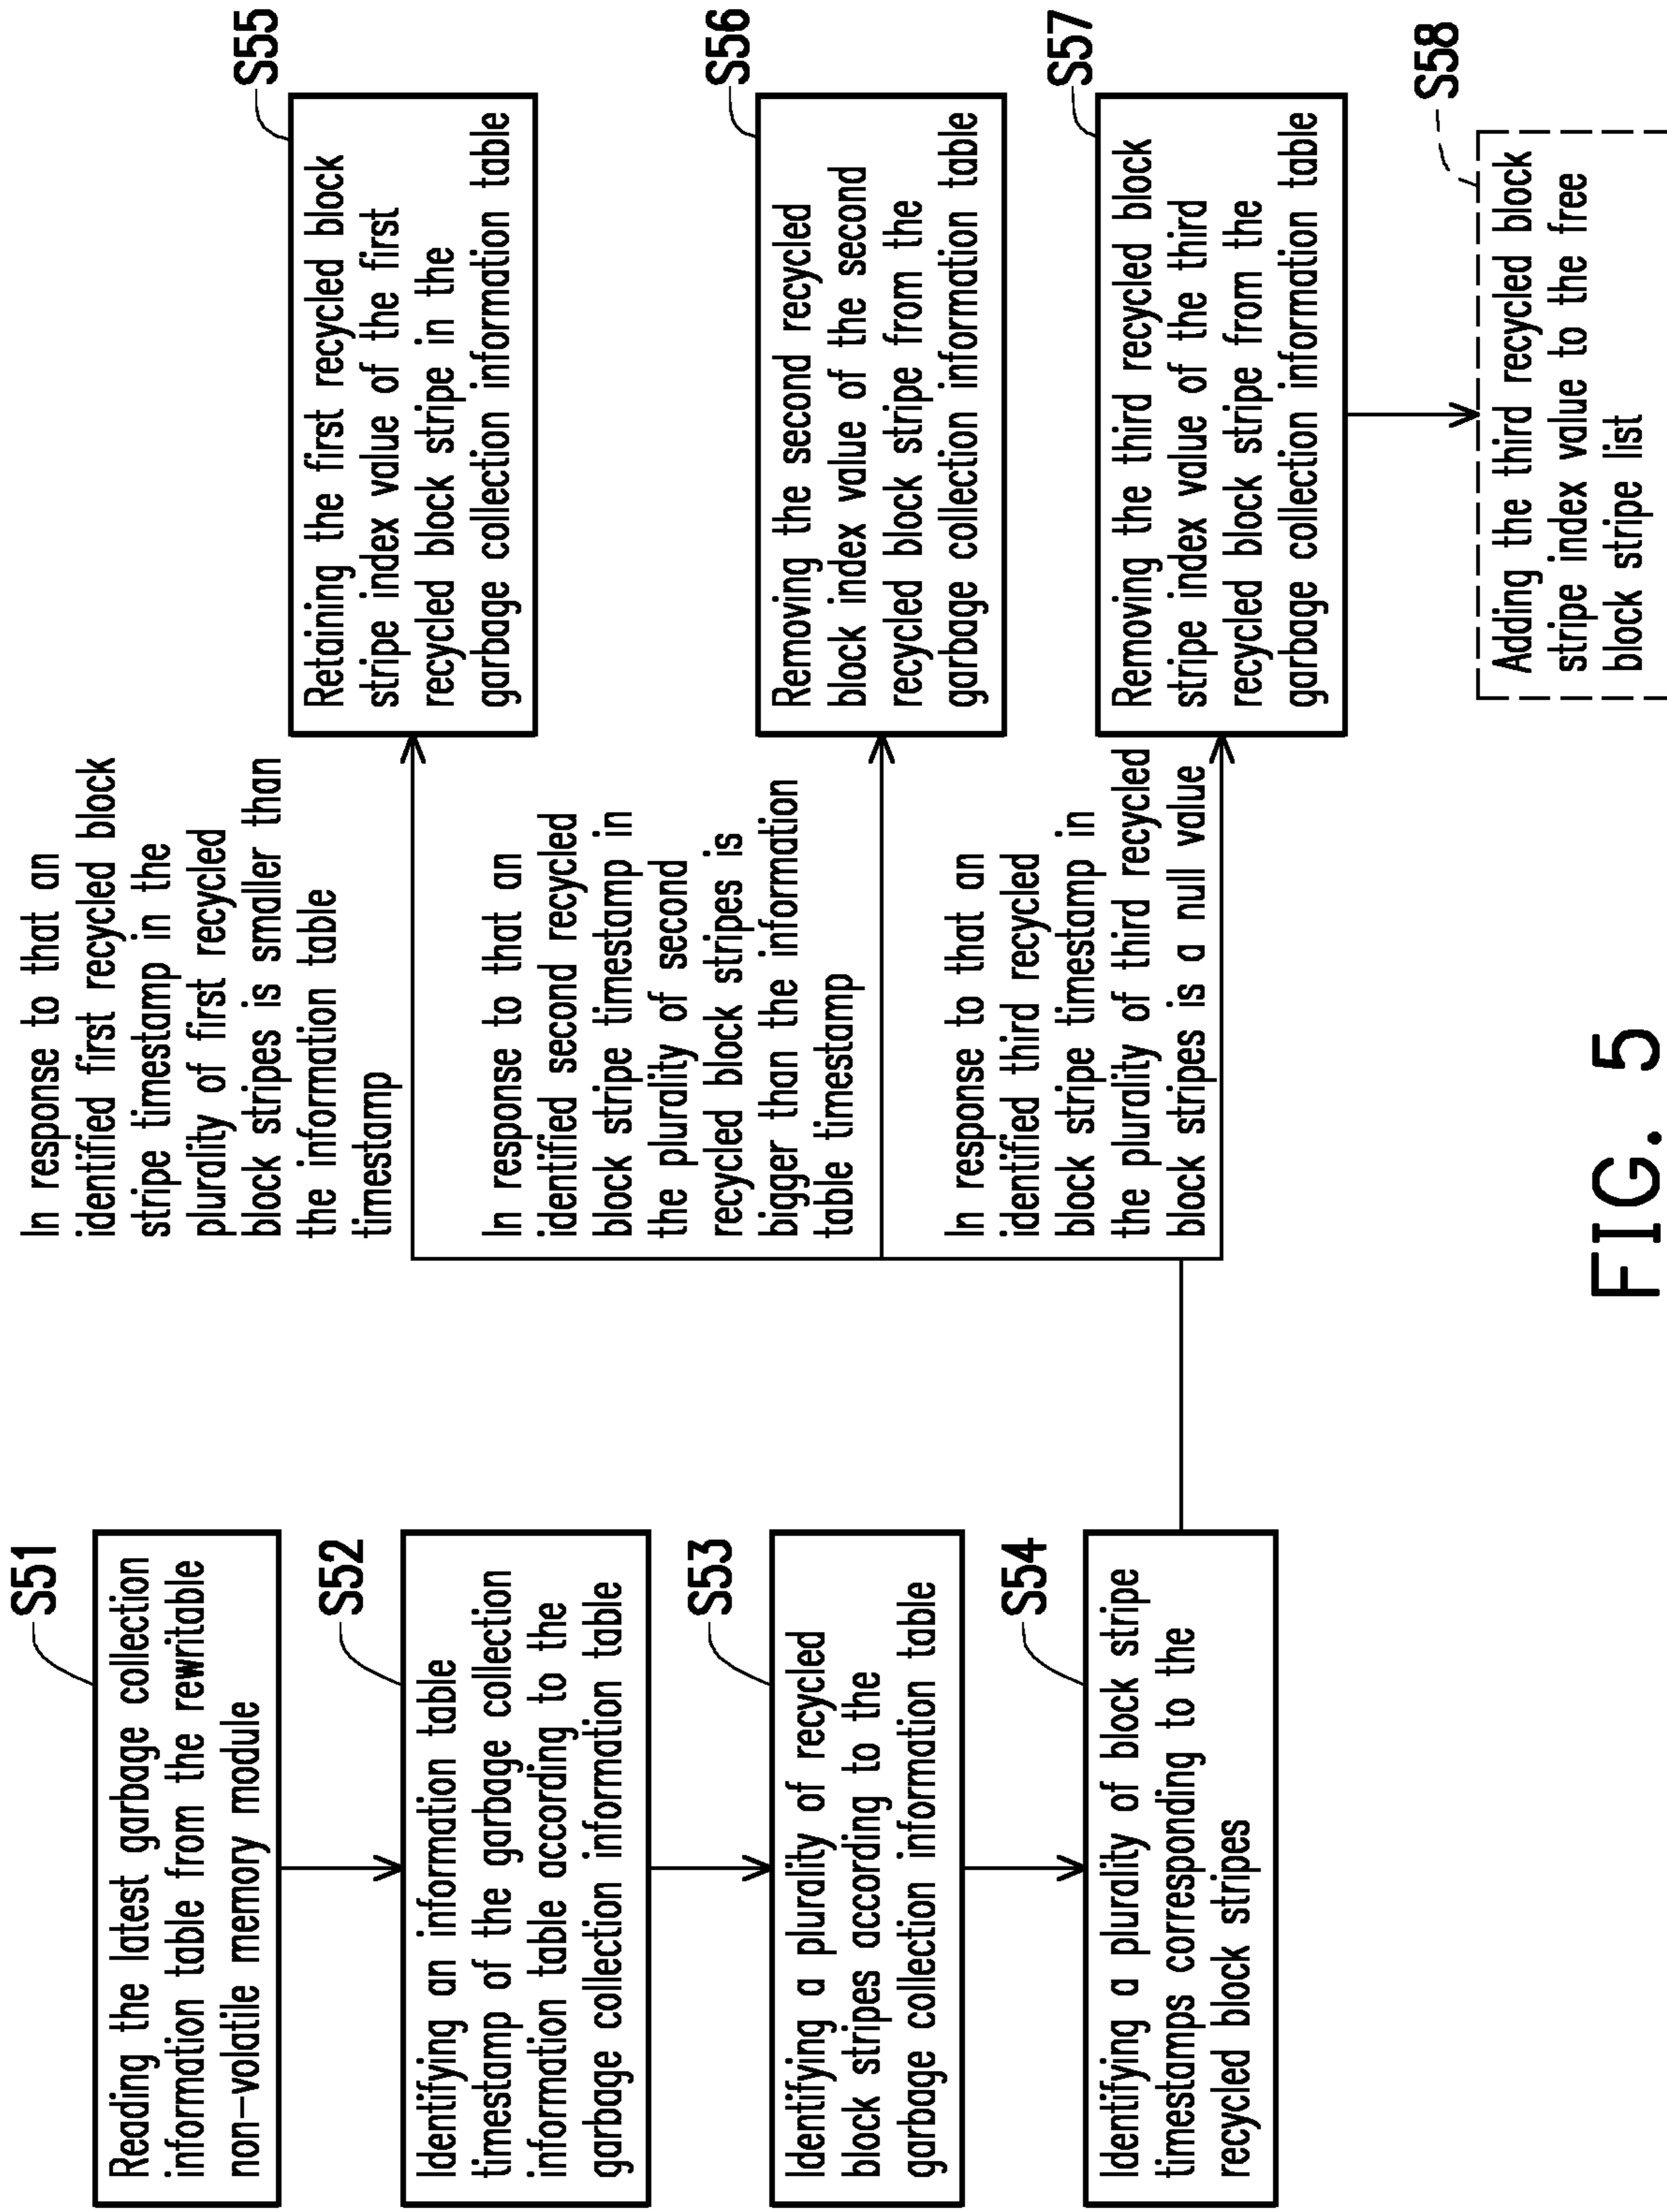 S51
Reading the latest garbage collection
information table from the rewritable
non-volatile memory module
S52
Identifying an information table
timestamp of the garbage collection
information table according to the
garbage collection information table
S53
Identifying a plurality of recycled
block stripes according to the
garbage collection information table
S54
Identifying a plurality of block stripe
timestamps corresponding to the
recycled block stripes
In response to that an
identified first recycled block
stripe timestamp in the
plurality of first recycled
block stripes is smaller than
the information table
timestamp
S55
Retaining the first recycled block
stripe index value of the first
recycled block stripe in the
garbage collection information table
In response to that an
identified second recycled
block stripe timestamp in
the plurality of second
recycled block stripes is
bigger than the information
table timestamp
S56
Removing the second recycled
block index value of the second
recycled block stripe from the
garbage collection information table
In response to that an
identified third recycled
block stripe timestamp in
the plurality of third recycled
block stripes is a null value
S57
Removing the third recycled block
stripe index value of the third
recycled block stripe from the
garbage collection information table
S58
Adding the third recycled block
stripe index value to the free
block stripe list
FIG. 5